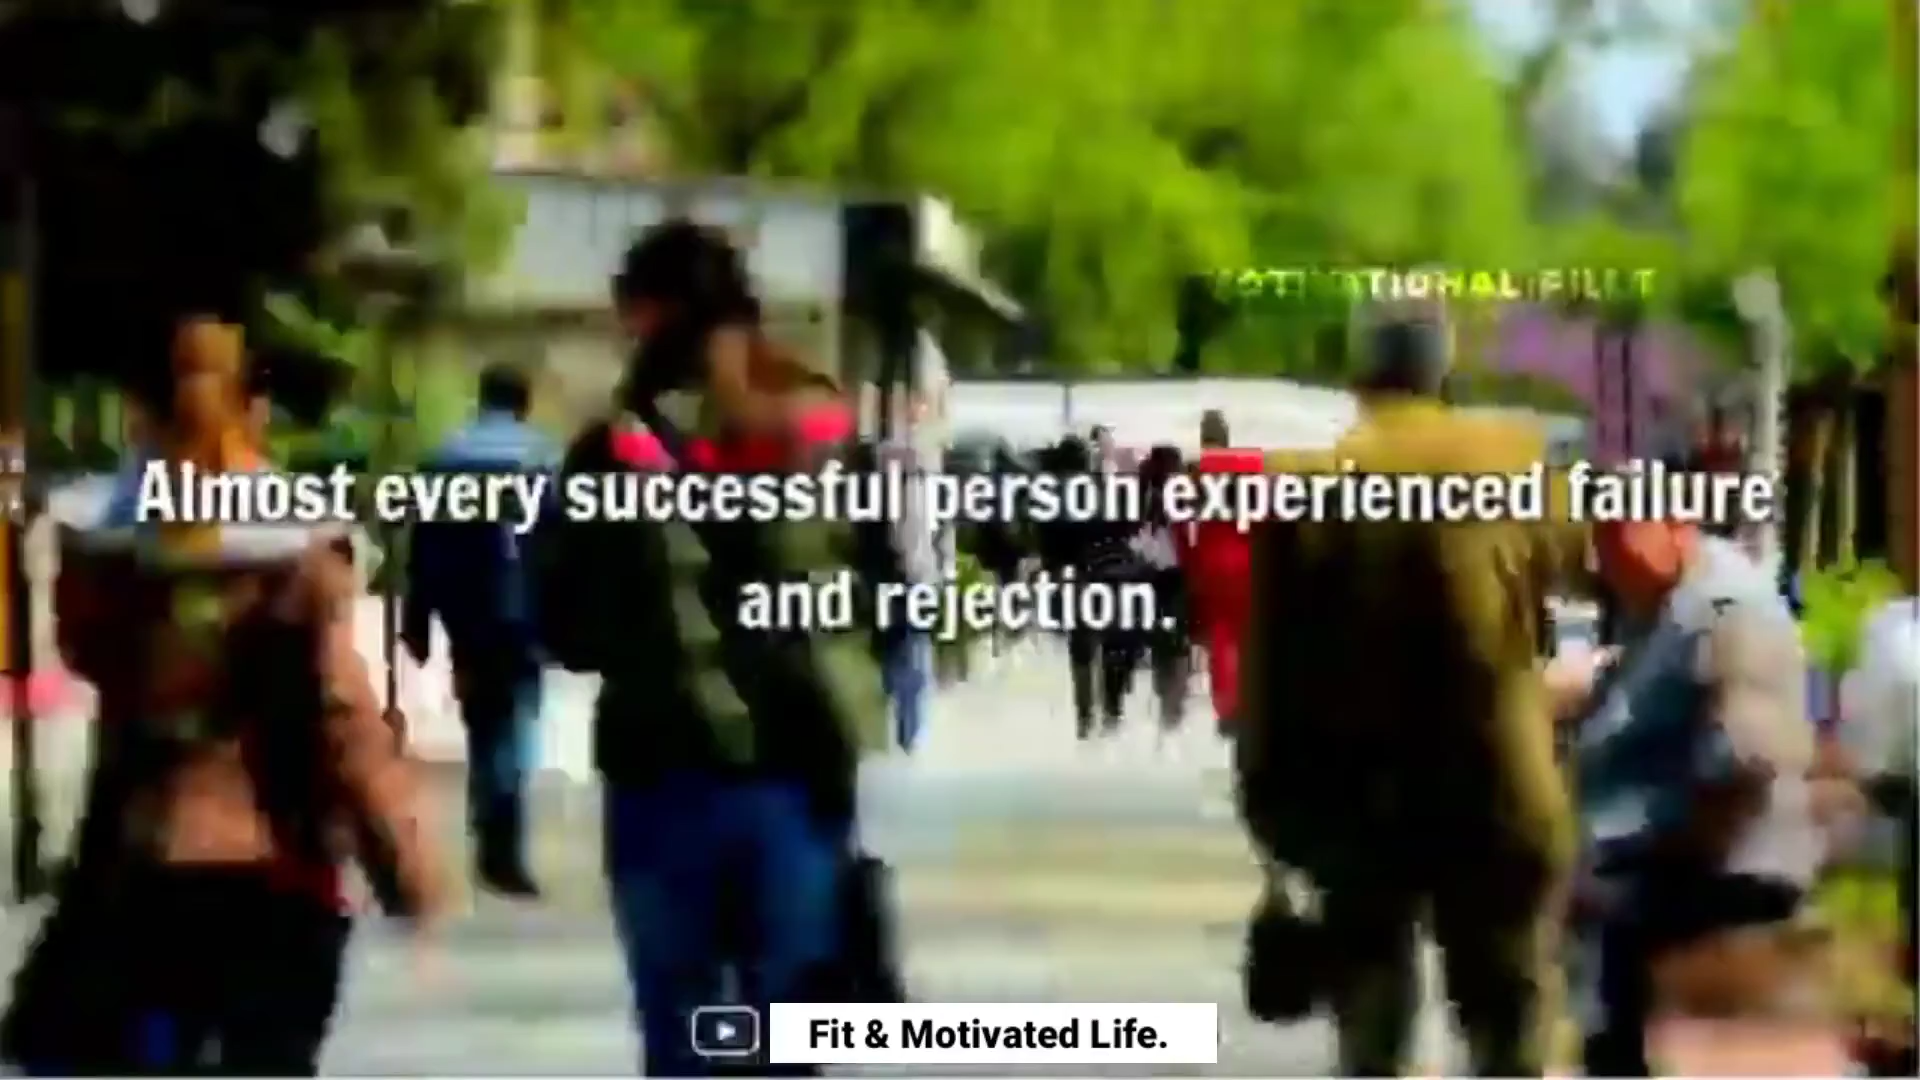 Almost every successful person experienced failure
and rejection.
Fit & Motivated Life.